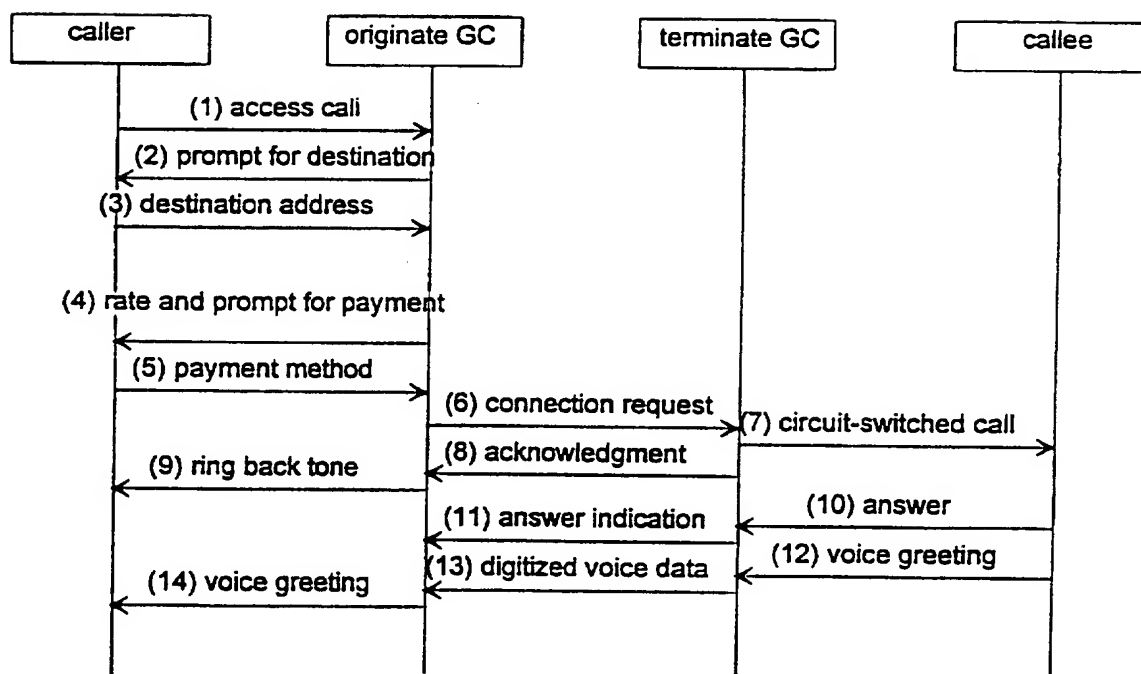 caller
originate GC
terminate GC
callee
(1) access call
(2) prompt for destination
(3) destination address
(4) rate and prompt for payment
(5) payment method
(6) connection request
(7) circuit-switched call
(8) acknowledgment
(9) ring back tone
(10) answer
(11) answer indication
(12) voice greeting
(13) digitized voice data
(14) voice greeting